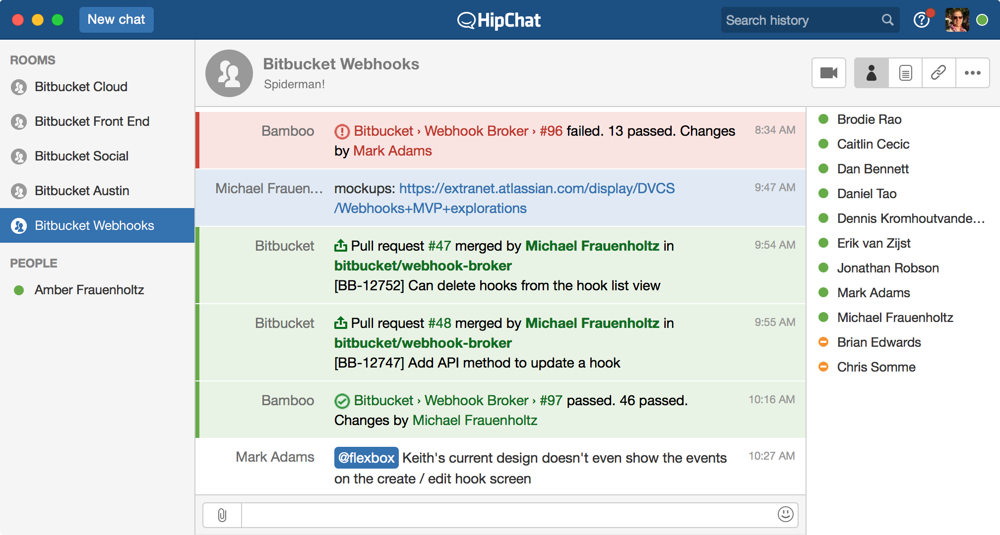 New chat
HipChat
Search history
ROOMS
Bitbucket Cloud
Bitbucket Front End
Bitbucket Social
Bitbucket Austin
Bitbucket Webhooks
PEOPLE
Amber Frauenholtz
Bitbucket Webhooks
Spiderman!
Bamboo
Bitbucket › Webhook Broker › #96 failed. 13 passed. Changes
by Mark Adams
8:34 AM
Michael Frauen…
mockups: https://extranet.atlassian.com/display/DVCS
/Webhooks+MVP+explorations
9:47 AM
Bitbucket
Pull request #47 merged by Michael Frauenholtz in
bitbucket/webhook-broker
[BB-12752] Can delete hooks from the hook list view
9:54 AM
Bitbucket
Pull request #48 merged by Michael Frauenholtz in
bitbucket/webhook-broker
[BB-12747] Add API method to update a hook
9:55 AM
Bamboo
Bitbucket › Webhook Broker › #97 passed. 46 passed.
Changes by Michael Frauenholtz
10:16 AM
Mark Adams
@flexbox Keith's current design doesn't even show the events
on the create / edit hook screen
10:27 AM
Brodie Rao
Caitlin Cecic
Dan Bennett
Daniel Tao
Dennis Kromhoutvande…
Erik van Zijst
Jonathan Robson
Mark Adams
Michael Frauenholtz
Brian Edwards
Chris Somme